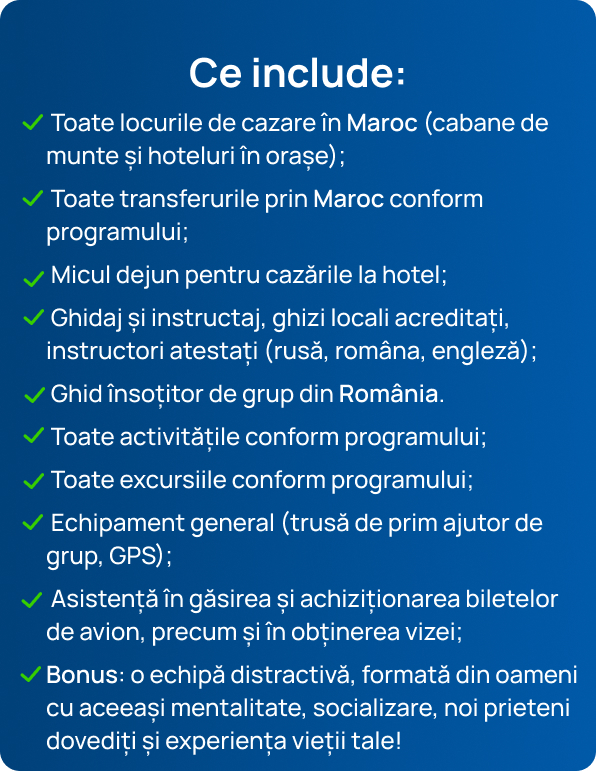 Ce include:
Toate locurile de cazare în Maroc (cabane de
munte și hoteluri în orașe);
Toate transferurile prin Maroc conform
programului;
Micul dejun pentru cazările la hotel;
Ghidaj și instructaj, ghizi locali acreditați,
instructori atestați (rusă, româna, engleză);
Ghid însoțitor de grup din România.
Toate activitățile conform programului;
Toate excursiile conform programului;
Echipament general (trusă de prim ajutor de
grup, GPS);
Asistență în găsirea și achiziționarea biletelor
de avion, precum și în obținerea vizei;
Bonus: o echipă distractivă, formată din oameni
cu aceeași mentalitate, socializare, noi prieteni
dovediți și experiența vieții tale!